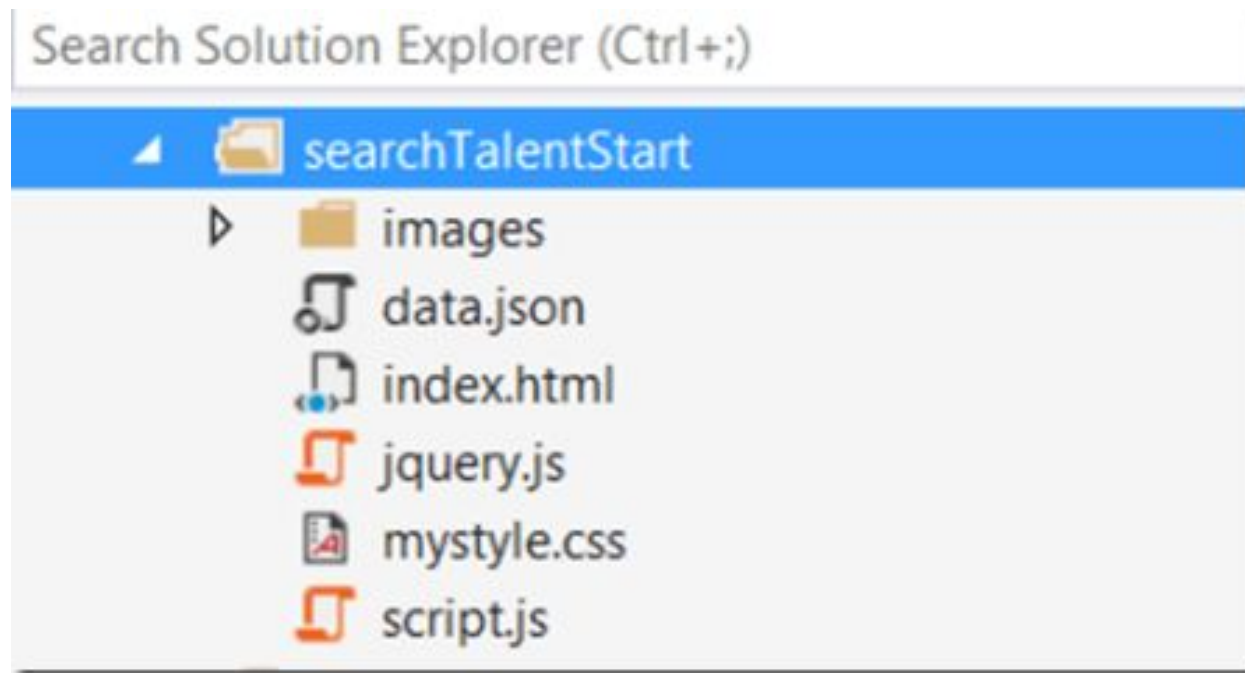 Search Solution Explorer (Ctrl+;)
searchTalentStart
images
data.json
index.html
jquery.js
mystyle.css
script.js